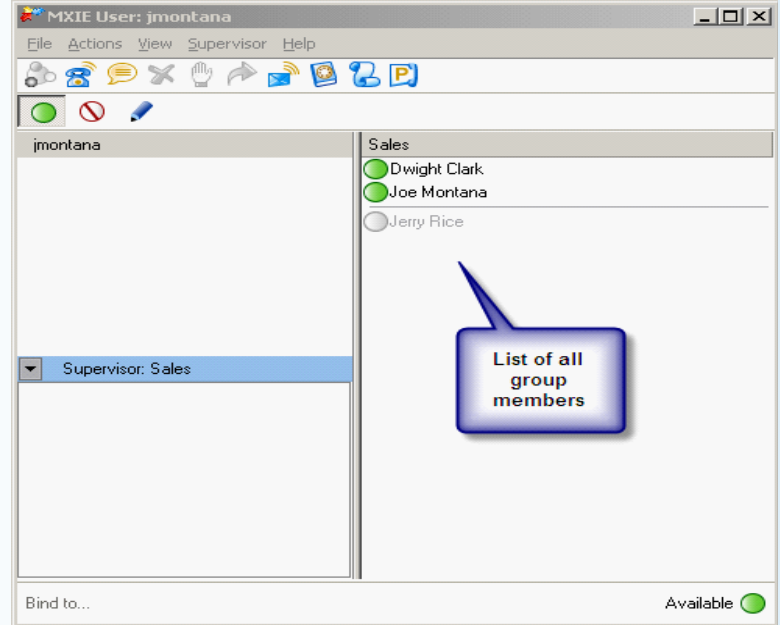 MXIE User: jmontana
File Actions View Supervisor Help
P
jmontana
Sales
Dwight Clark
Joe Montana
Jerry Rice
List of all
group
members
Supervisor: Sales
Bind to...
Available